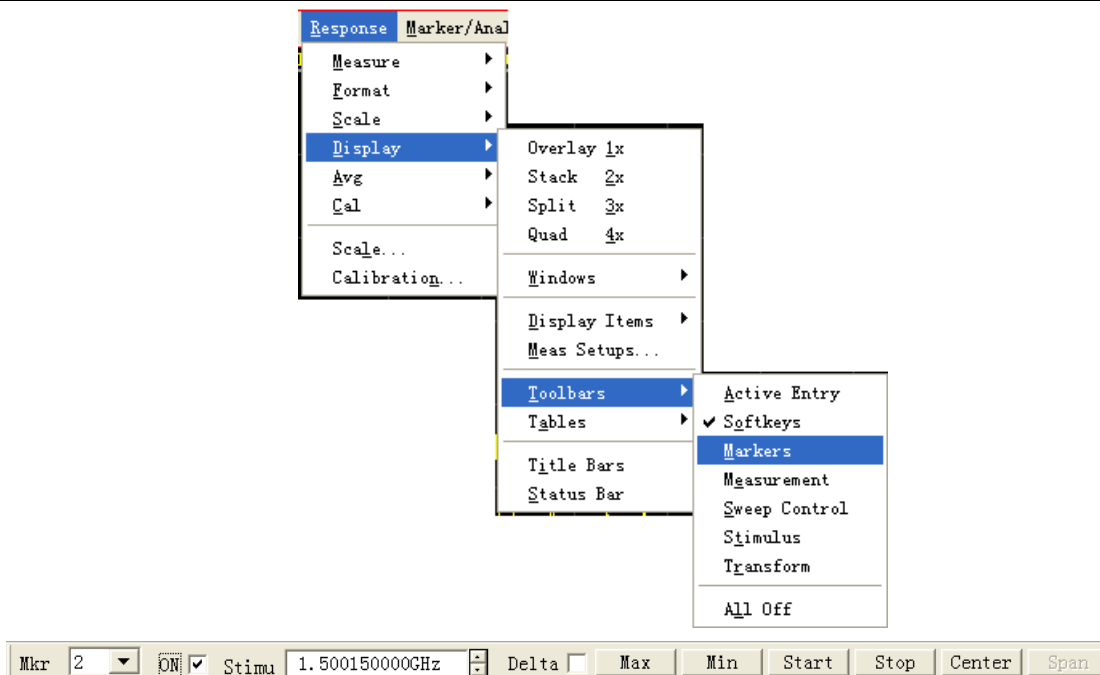 Response Marker/Anal
Measure
Format
Scale
Display
Avg
Cal
Scale...
Calibration...
Overlay 1x
Stack 2x
Split 3x
Quad 4x
Windows
Display Items
Meas Setups...
Toolbars
Tables
Title Bars
Status Bar
Active Entry
Softkeys
Markers
Measurement
Sweep Control
Stimulus
Transform
All Off
Mkr 2 ON Stimu 1.500150000GHz Delta Max Min Start Stop Center Span